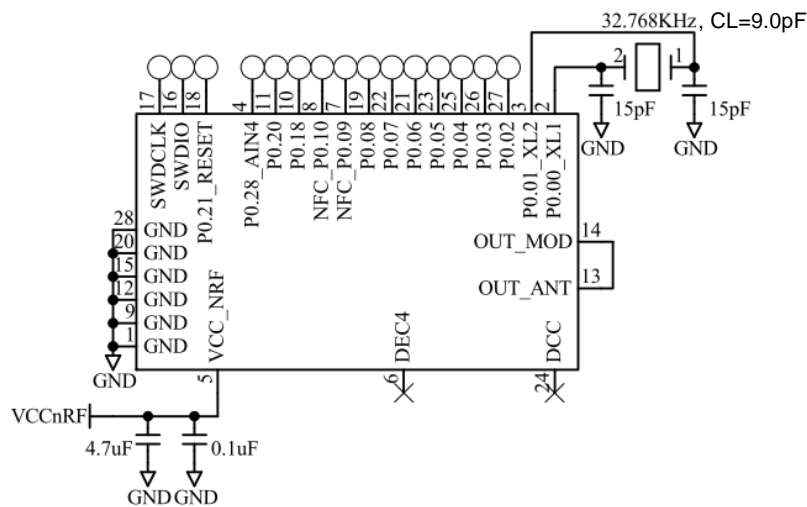 32.768KHz, CL=9.0pF
2
1
15pF
15pF
GND
GND
17
16
18
4
11
10
8
7
19
22
21
23
25
26
27
3
2
SWDCLK
SWDIO
P0.21_RESET
P0.28_AIN4
P0.20
P0.18
NFC_P0.10
NFC_P0.09
P0.08
P0.07
P0.06
P0.05
P0.04
P0.03
P0.02
P0.01_XL2
P0.00_XL1
28
GND
20
GND
15
GND
12
GND
9
GND
1
GND
GND
OUT_MOD
14
OUT_ANT
13
VCC_NRF
DEC4
DCC
5
6
24
VCCnRF
4.7uF
0.1uF
GND
GND